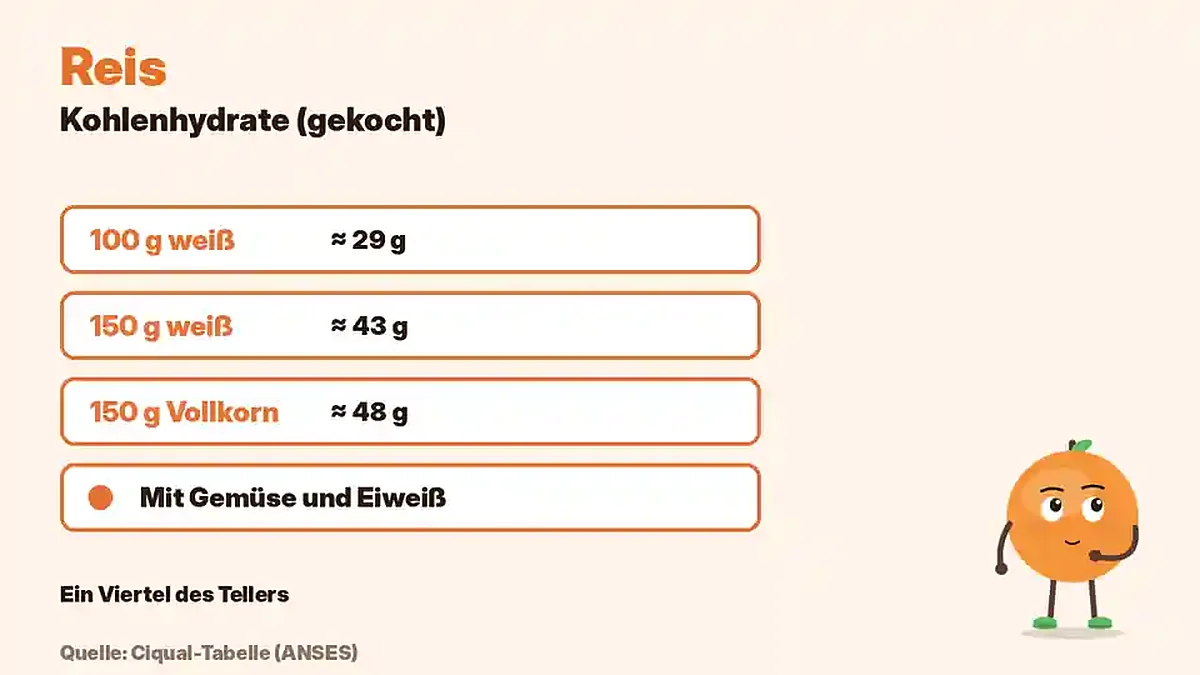 Reis
Kohlenhydrate (gekocht)
100 g weiß ≈ 29 g
150 g weiß ≈ 43 g
150 g Vollkorn ≈ 48 g
Mit Gemüse und Eiweiß
Ein Viertel des Tellers
Quelle: Ciqual-Tabelle (ANSES)